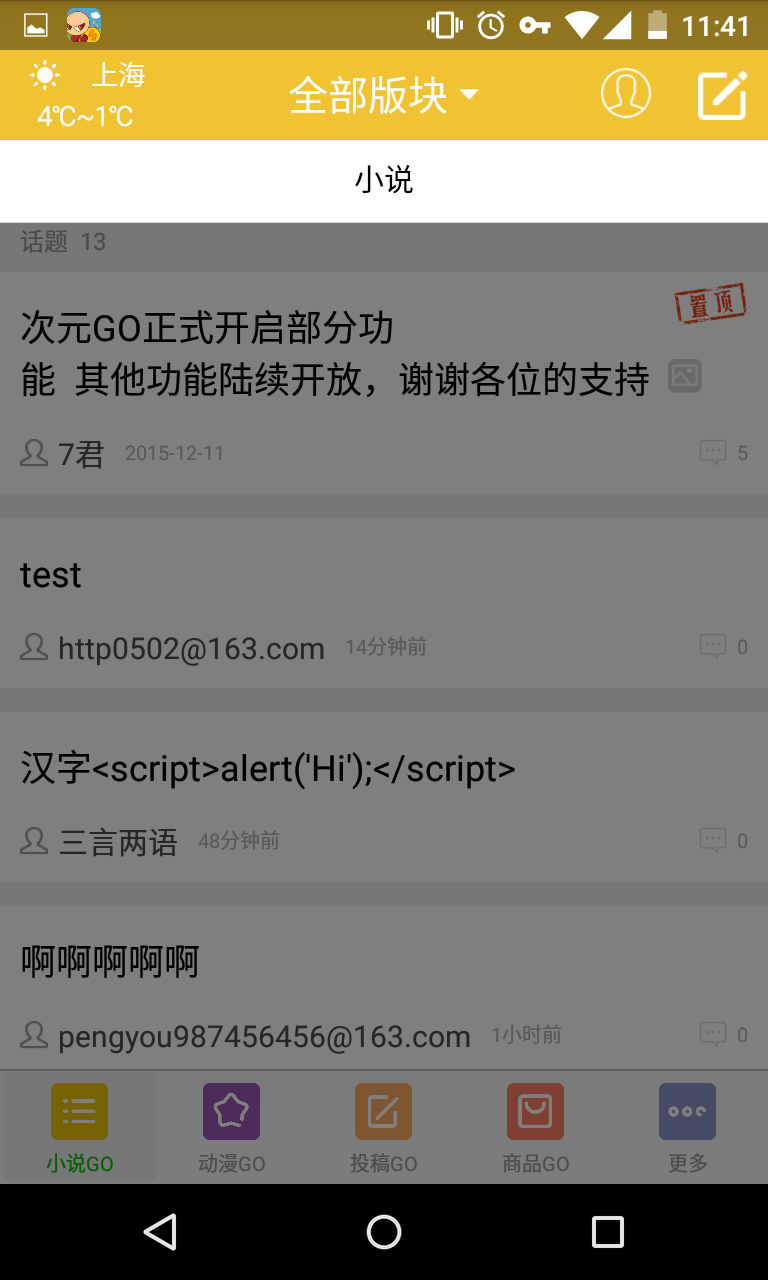 11:41
上海
4℃~1℃
全部版块
小说
话题 13
置顶
次元GO正式开启部分功
能 其他功能陆续开放，谢谢各位的支持
7君 2015-12-11 5
test
http0502@163.com 14分钟前 0
汉字<script>alert('Hi');</script>
三言两语 48分钟前 0
啊啊啊啊啊
pengyou987456456@163.com 1小时前 0
小说GO 动漫GO 投稿GO 商品GO 更多